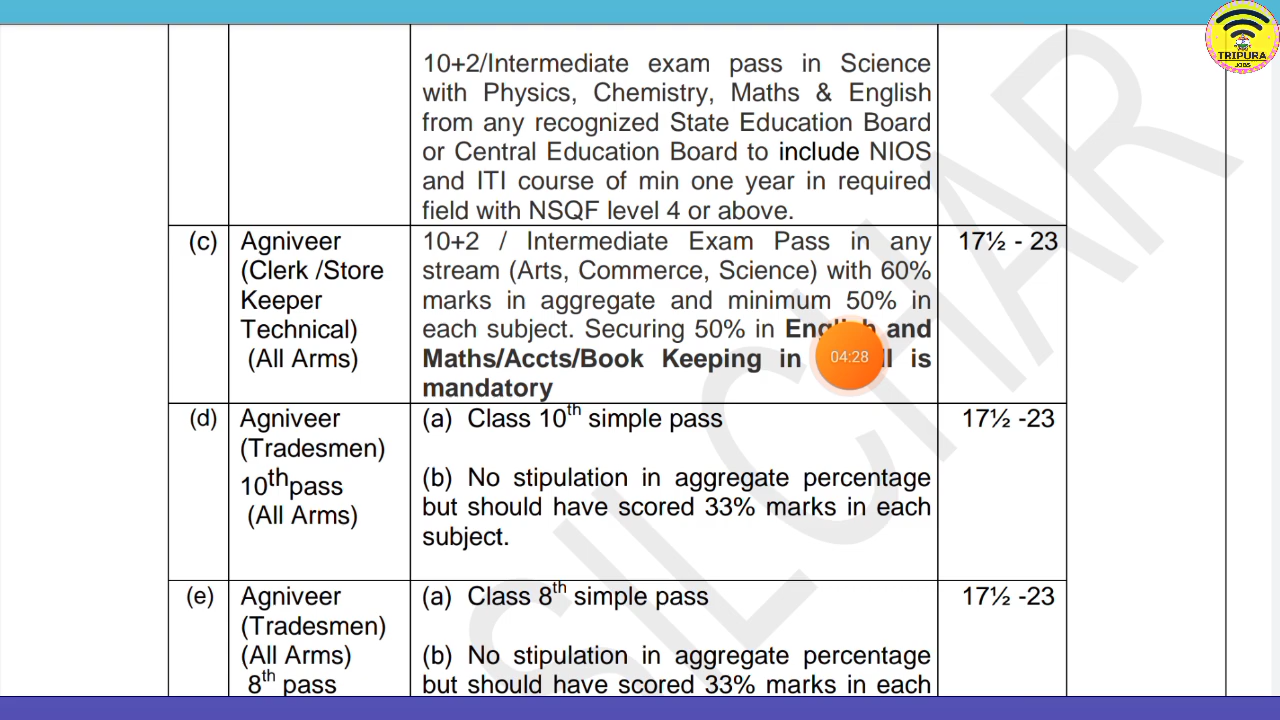 TRIPURA
JOBS
10+2/Intermediate exam pass in Science
with Physics, Chemistry, Maths & English
from any recognized State Education Board
or Central Education Board to include NIOS
and ITI course of min one year in required
field with NSQF level 4 or above.
(c)
Agniveer
(Clerk /Store
Keeper
Technical)
(All Arms)
10+2 / Intermediate Exam Pass in any
stream (Arts, Commerce, Science) with 60%
marks in aggregate and minimum 50% in
each subject. Securing 50% in and
Maths/Accts/Book Keeping in is
mandatory
17½ - 23
04:28
(d)
Agniveer
(Tradesmen)
10th pass
(All Arms)
(a) Class 10th simple pass
(b) No stipulation in aggregate percentage
but should have scored 33% marks in each
subject.
17½ -23
(e)
Agniveer
(Tradesmen)
(All Arms)
8th pass
(a) Class 8th simple pass
(b) No stipulation in aggregate percentage
but should have scored 33% marks in each
17½ -23
SILCHAR